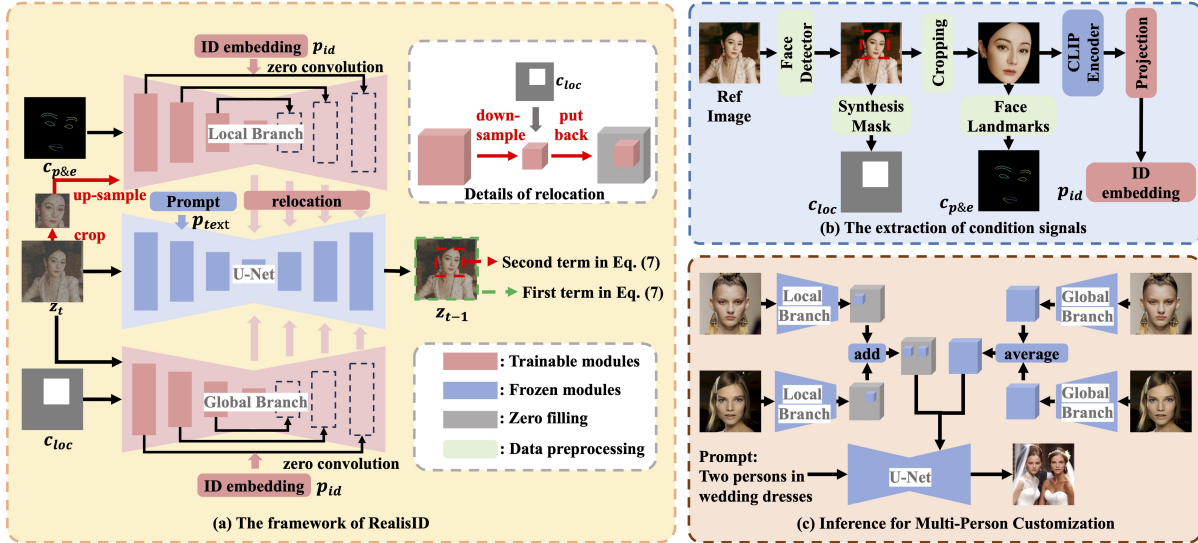 ID embedding p_id
zero convolution
Local Branch
c_p&e
up-sample
crop
z_t
Prompt
p_text
relocation
U-Net
c_loc
down-
sample
put
back
Details of relocation
Second term in Eq. (7)
First term in Eq. (7)
z_t−1
Global Branch
c_loc
zero convolution
ID embedding p_id
: Trainable modules
: Frozen modules
: Zero filling
: Data preprocessing
(a) The framework of RealisID
Ref
Image
Face
Detector
Cropping
CLIP
Encoder
Projection
Synthesis
Mask
Face
Landmarks
c_loc
c_p&e
p_id
ID
embedding
(b) The extraction of condition signals
Local
Branch
Global
Branch
add
average
Local
Branch
Global
Branch
Prompt:
Two persons in
wedding dresses
U-Net
(c) Inference for Multi-Person Customization